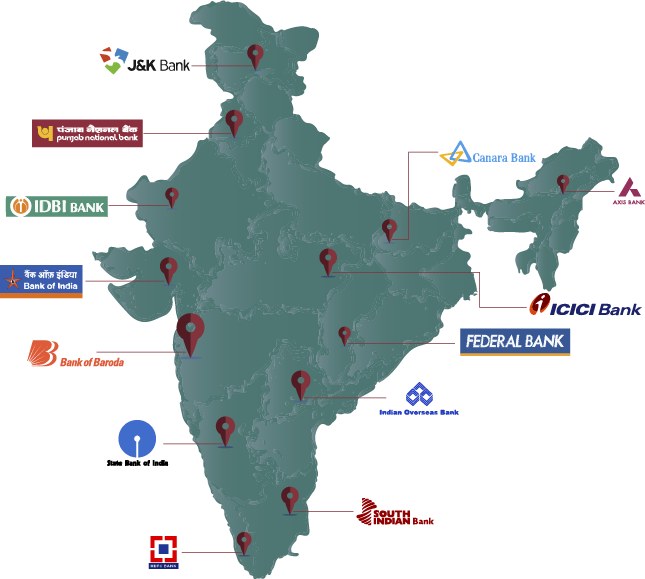 J&K Bank
पंजाब नैशनल बैंक
punjab national bank
Canara Bank
AXIS BANK
IDBI BANK
बैंक ऑफ़ इंडिया
Bank of India
ICICI Bank
FEDERAL BANK
Bank of Baroda
Indian Overseas Bank
State Bank of India
SOUTH
INDIAN Bank
HDFC BANK